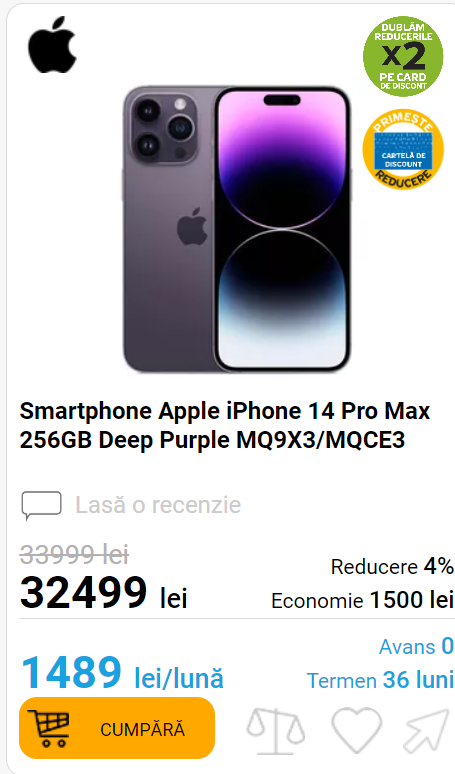 DUBLĂM
REDUCERILE
x2
PE CARD
DE DISCONT
PRIMEȘTE
CARTELĂ DE
DISCOUNT
REDUCERE
Smartphone Apple iPhone 14 Pro Max
256GB Deep Purple MQ9X3/MQCE3
Lasă o recenzie
33999 lei
32499 lei
Reducere 4%
Economie 1500 lei
1489 lei/lună
Avans 0
Termen 36 luni
CUMPĂRĂ